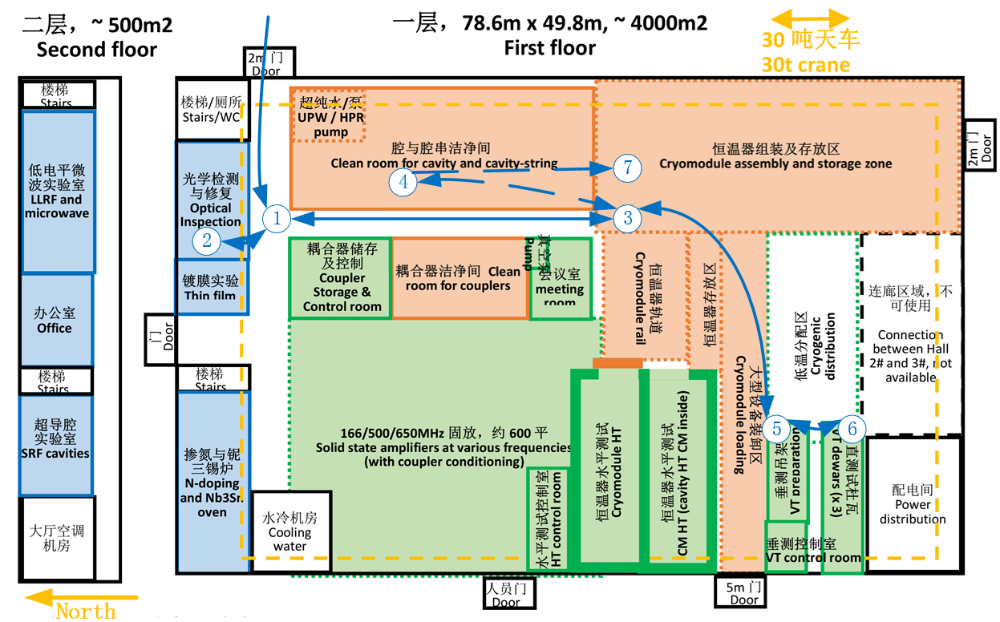 二层，~ 500m2
Second floor
一层，78.6m x 49.8m, ~ 4000m2
First floor
30 吨天车
30t crane
2m 门
Door
楼梯
Stairs
低电平微
波实验室
LLRF and
microwave
办公室
Office
楼梯
Stairs
超导腔
实验室
SRF cavities
大厅空调
机房
North
楼梯/厕所
Stairs/WC
光学检测
与修复
Optical
Inspection
1
2
镀膜实验
Thin film
门
Door
楼梯
Stairs
掺氮与铌
三锡炉
N-doping
and Nb3Sn
oven
水冷机房
Cooling
water
超纯水/泵
UPW / HPR
pump
腔与腔串洁净间
Clean room for cavity and cavity-string
4
7
3
恒温器组装及存放区
Cryomodule assembly and storage zone
2m 门
Door
耦合器储存
及控制
Coupler
Storage &
Control room
耦合器洁净间 Clean
room for couplers
真空泵
Pump
会议室
meeting
room
恒温器轨道
Cryomodule rail
恒温器存放区
大型设备装卸区
Cryomodule loading
低温分配区
Cryogenic
distribution
连廊区域，不
可使用
Connection
between Hall
2# and 3#, not
available
166/500/650MHz 固放，约 600 平
Solid state amplifiers at various frequencies
(with coupler conditioning)
水平测试控制室
HT control room
恒温器水平测试
Cryomodule HT
恒温器水平测试
CM HT (cavity HT CM inside)
5
6
垂测吊架
VT preparation
直测试杜瓦
VT dewars (x 3)
垂测控制室
VT control room
配电间
Power
distribution
人员门
Door
5m 门
Door